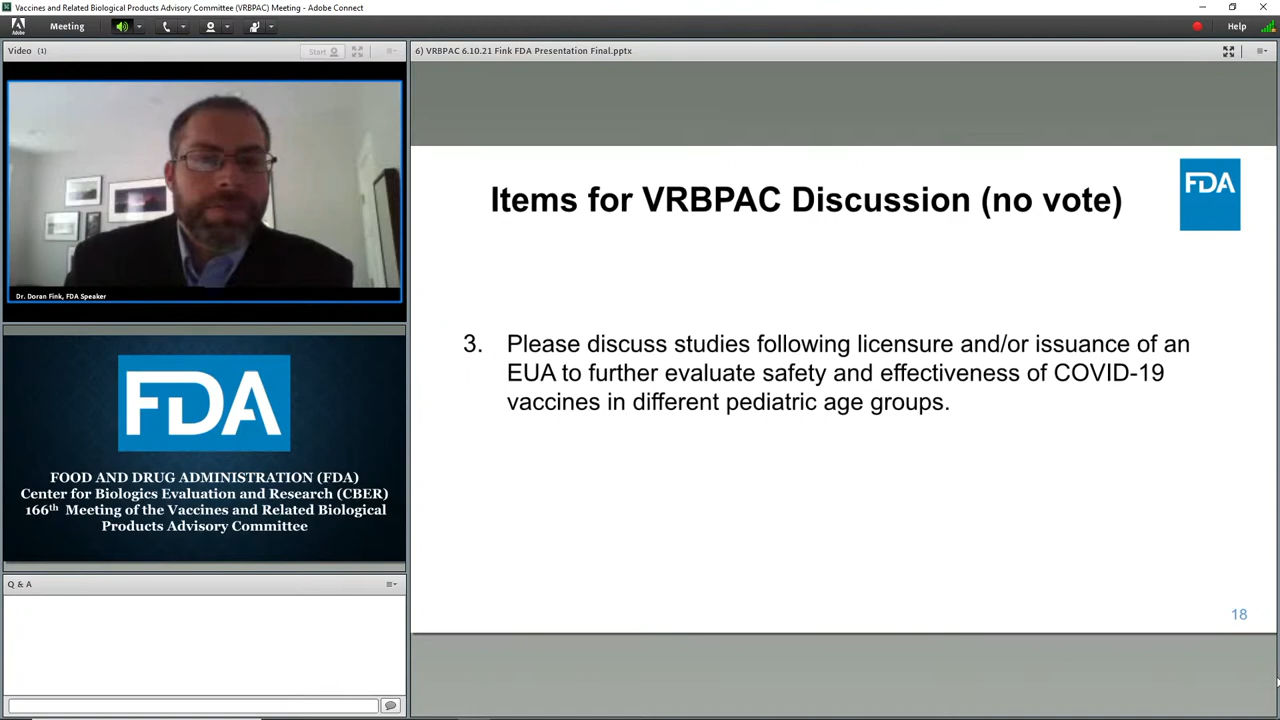 Vaccines and Related Biological Products Advisory Committee (VRBPAC) Meeting - Adobe Connect
Adobe
Meeting
Help
Video (1)
Start
6) VRBPAC 6.10.21 Fink FDA Presentation Final.pptx
Dr. Doran Fink, FDA Speaker
FDA
FOOD AND DRUG ADMINISTRATION (FDA)
Center for Biologics Evaluation and Research (CBER)
166th Meeting of the Vaccines and Related Biological
Products Advisory Committee
Q & A
Items for VRBPAC Discussion (no vote)
FDA
3. Please discuss studies following licensure and/or issuance of an
EUA to further evaluate safety and effectiveness of COVID-19
vaccines in different pediatric age groups.
18